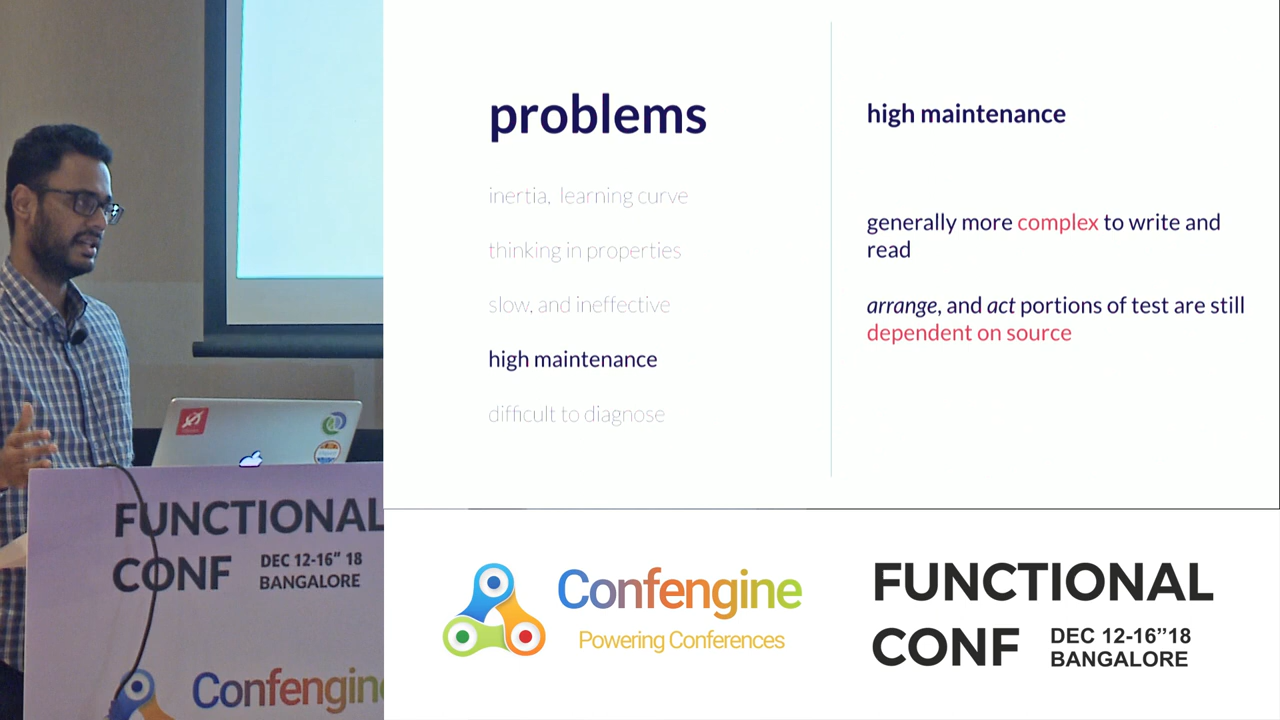 problems
inertia, learning curve
thinking in properties
slow, and ineffective
high maintenance
difficult to diagnose
high maintenance
generally more complex to write and
read
arrange, and act portions of test are still
dependent on source
FUNCTIONAL
CONF
DEC 12-16" 18
BANGALORE
Confengine
Confengine
Powering Conferences
FUNCTIONAL
CONF
DEC 12-16”18
BANGALORE